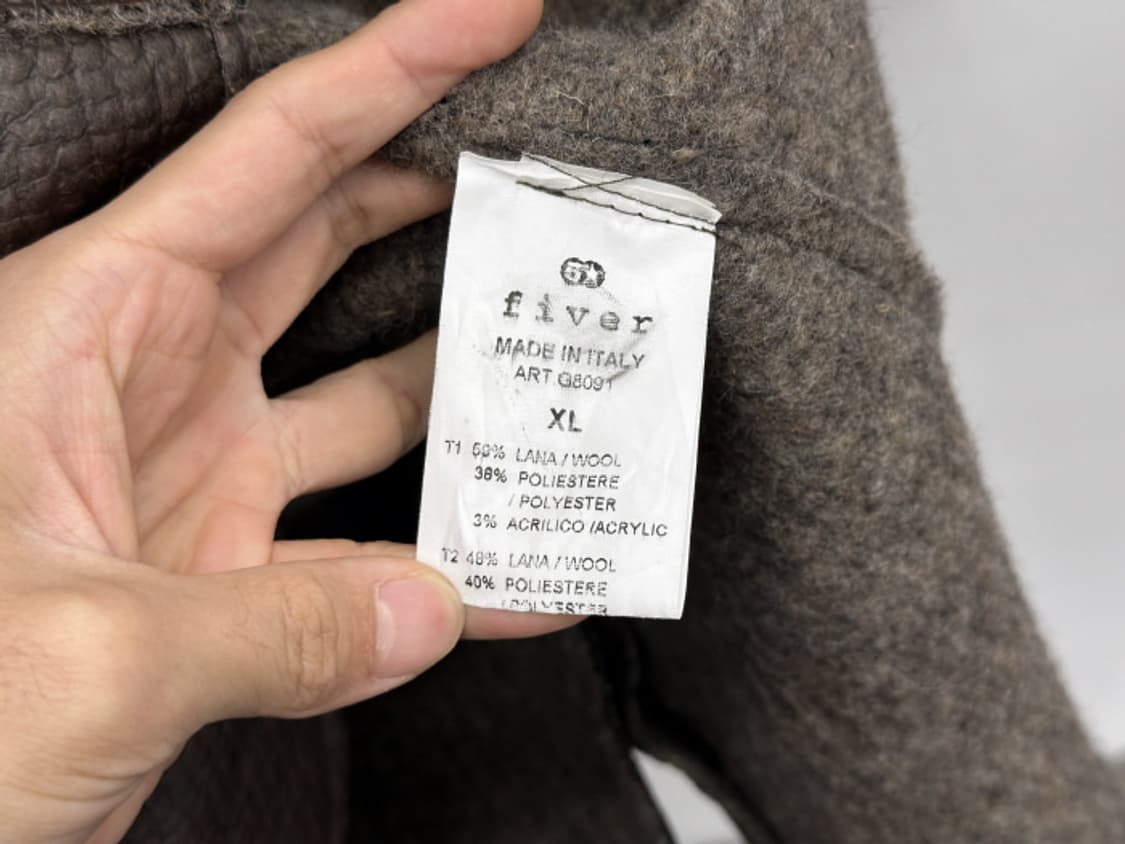 fiver
MADE IN ITALY
ART G8091
XL
T1 59% LANA / WOOL
38% POLIESTERE
/ POLYESTER
3% ACRILICO /ACRYLIC
T2 48% LANA / WOOL
40% POLIESTERE
/ POLYESTER